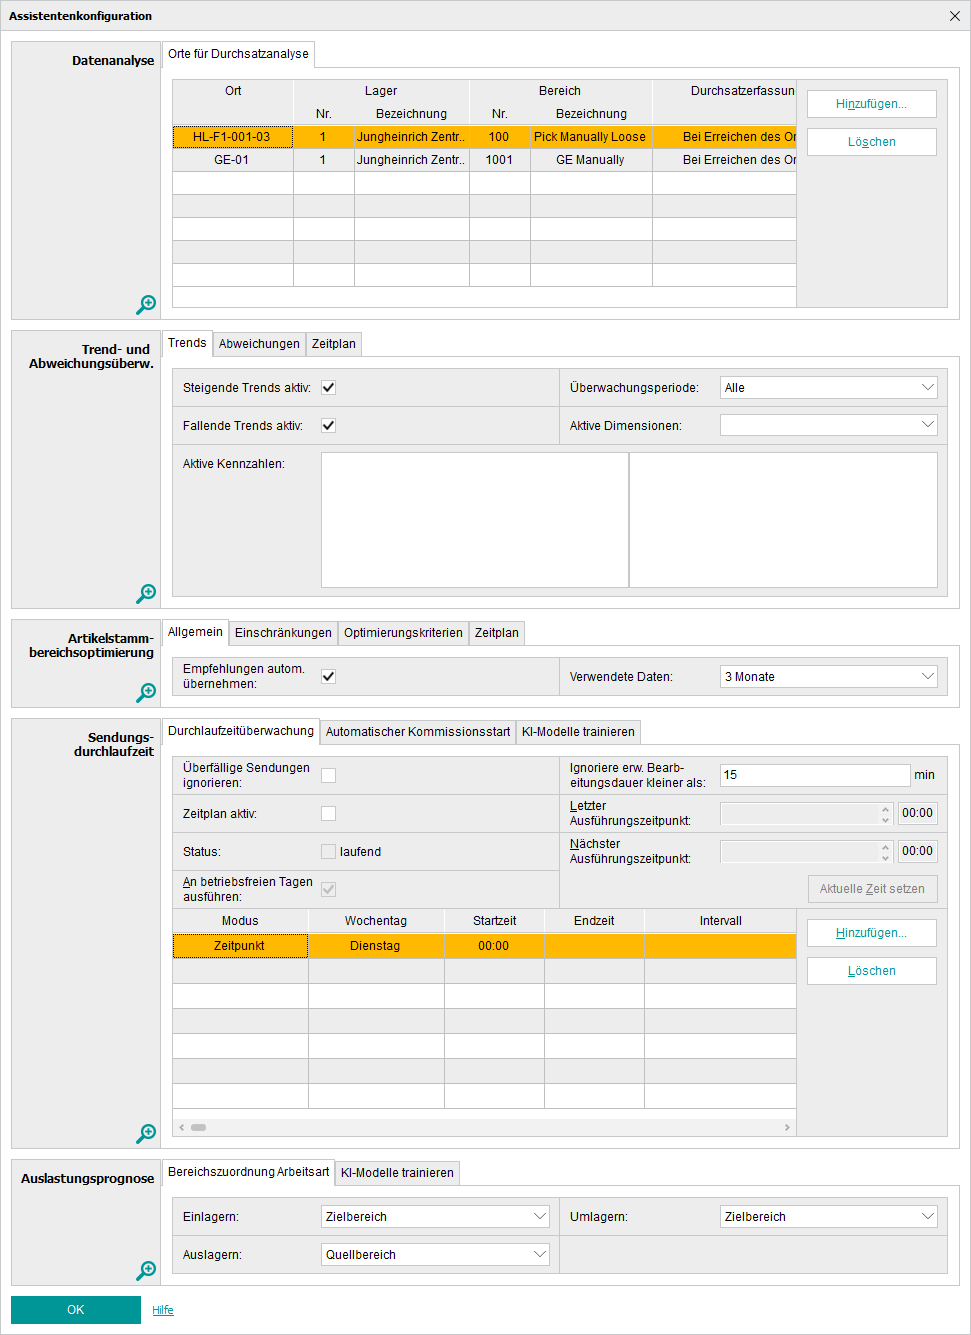 Assistentenkonfiguration
Datenanalyse
Orte für Durchsatzanalyse
Ort Lager Bereich Durchsatzerfassun
Nr. Bezeichnung Nr. Bezeichnung
HL-F1-001-03 1 Jungheinrich Zentr.. 100 Pick Manually Loose Bei Erreichen des Or
GE-01 1 Jungheinrich Zentr.. 1001 GE Manually Bei Erreichen des Or
Hinzufügen...
Löschen
Trend- und
Abweichungsüberw.
Trends Abweichungen Zeitplan
Steigende Trends aktiv: Überwachungsperiode: Alle
Fallende Trends aktiv: Aktive Dimensionen:
Aktive Kennzahlen:
Artikelstamm-
bereichsoptimierung
Allgemein Einschränkungen Optimierungskriterien Zeitplan
Empfehlungen autom.
übernehmen:
Verwendete Daten: 3 Monate
Sendungs-
durchlaufzeit
Durchlaufzeitüberwachung Automatischer Kommissionsstart KI-Modelle trainieren
Überfällige Sendungen
ignorieren:
Ignoriere erw. Bearb-
eitungsdauer kleiner als: 15 min
Zeitplan aktiv:
Letzter
Ausführungszeitpunkt: 00:00
Status: laufend
Nächster
Ausführungszeitpunkt: 00:00
An betriebsfreien Tagen
ausführen:
Aktuelle Zeit setzen
Modus Wochentag Startzeit Endzeit Intervall
Zeitpunkt Dienstag 00:00
Hinzufügen...
Löschen
Auslastungsprognose
Bereichszuordnung Arbeitsart KI-Modelle trainieren
Einlagern: Zielbereich Umlagern: Zielbereich
Auslagern: Quellbereich
OK Hilfe